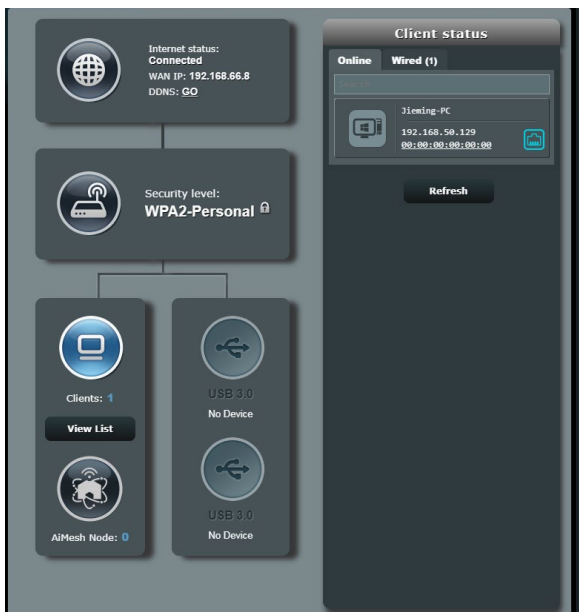 Internet status:
Connected
WAN IP: 192.168.66.8
DDNS: GO
Security level:
WPA2-Personal
Clients: 1
View List
AiMesh Node: 0
USB 3.0
No Device
USB 3.0
No Device
Client status
Online Wired (1)
Search
Jieming-PC
192.168.50.129
00:00:00:00:00:00
Refresh